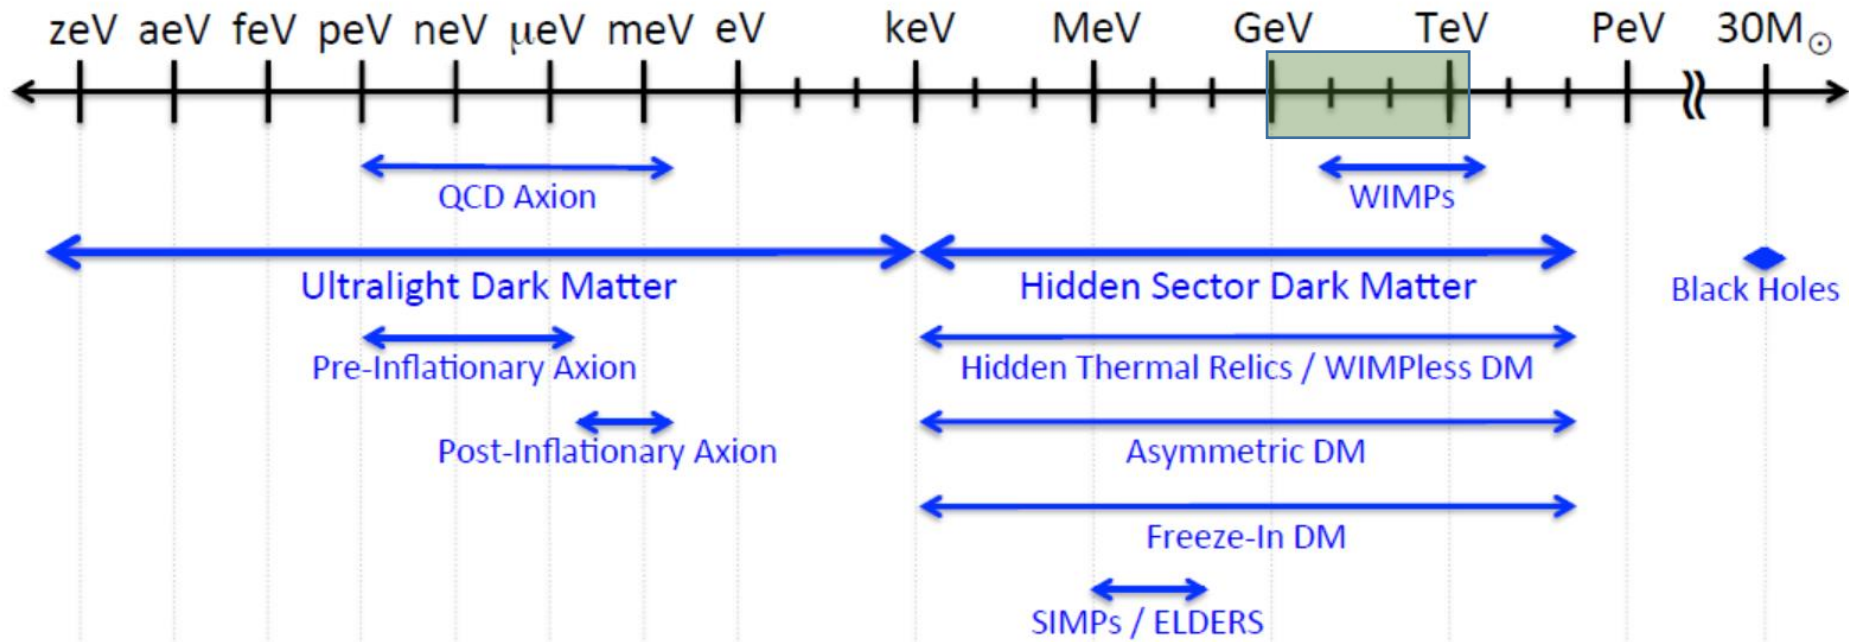 zeV aeV feV peV neV μeV meV eV keV MeV GeV TeV PeV 30M☉
QCD Axion WIMPs
Ultralight Dark Matter Hidden Sector Dark Matter Black Holes
Pre-Inflationary Axion Hidden Thermal Relics / WIMPless DM
Post-Inflationary Axion Asymmetric DM
Freeze-In DM
SIMPs / ELDERS